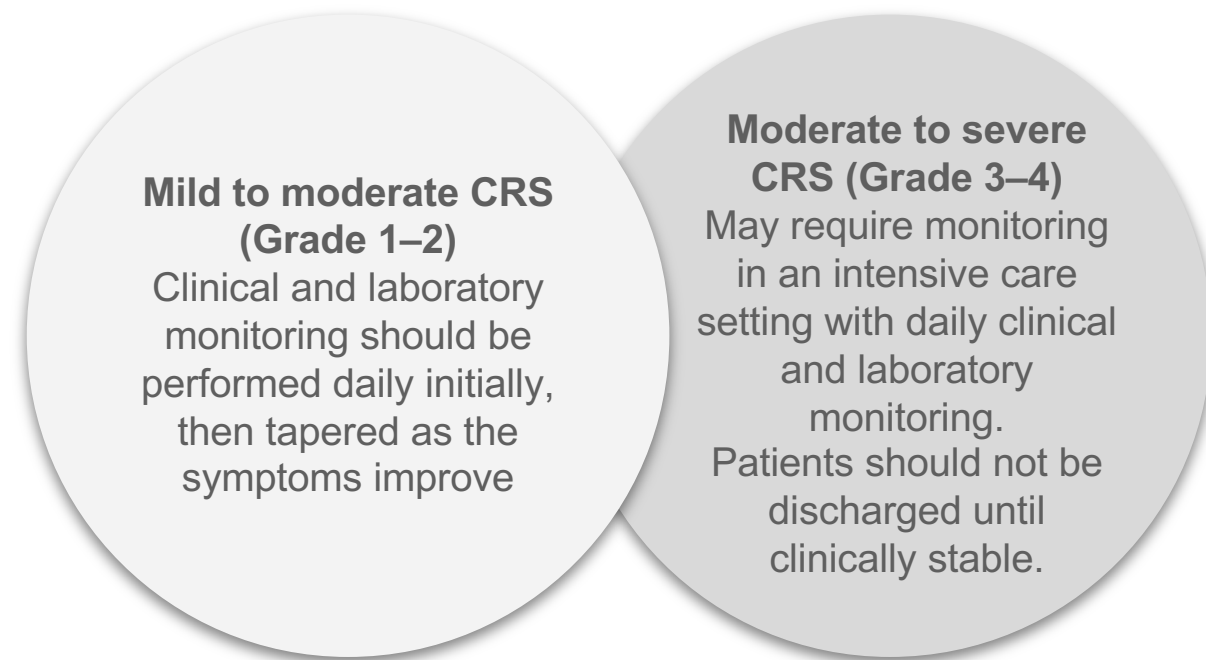 Mild to moderate CRS
(Grade 1–2)
Clinical and laboratory
monitoring should be
performed daily initially,
then tapered as the
symptoms improve
Moderate to severe
CRS (Grade 3–4)
May require monitoring
in an intensive care
setting with daily clinical
and laboratory
monitoring.
Patients should not be
discharged until
clinically stable.